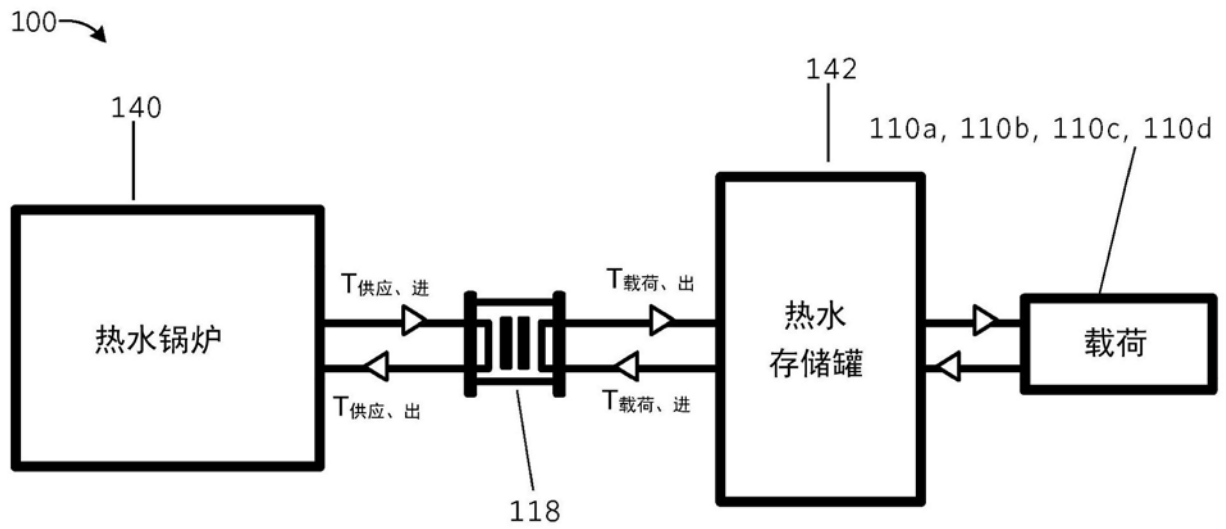 100
142
140
110a, 110b, 110c, 110d
T供应、进
T载荷、出
热水锅炉
热水
存储罐
载荷
T供应、出
T载荷、进
118